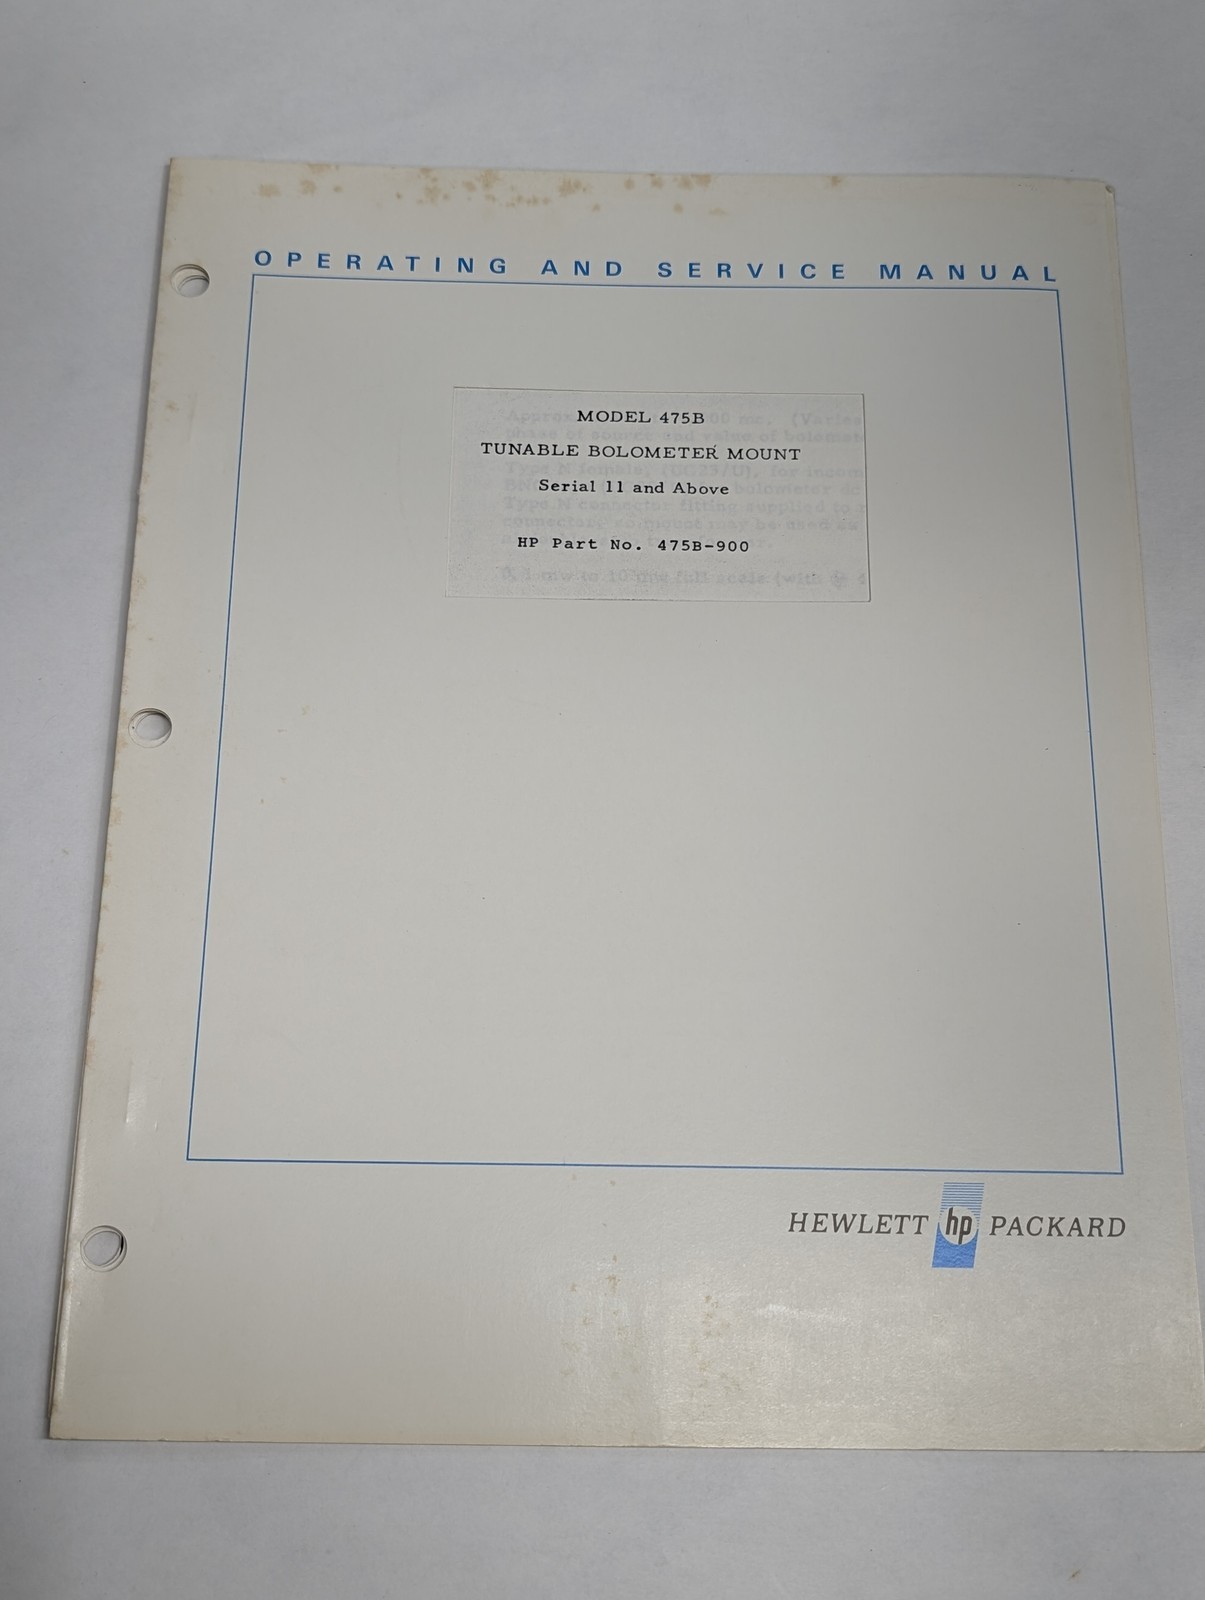 OPERATING AND SERVICE MANUAL
MODEL 475B
TUNABLE BOLOMETER MOUNT
Serial 11 and Above
HP Part No. 475B-900
HEWLETT hp PACKARD